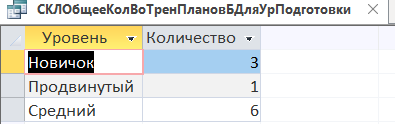 СКЛОбщееКолВоТренПлановБДляУрПодготовки
Уровень Количество
Новичок 3
Продвинутый 1
Средний 6